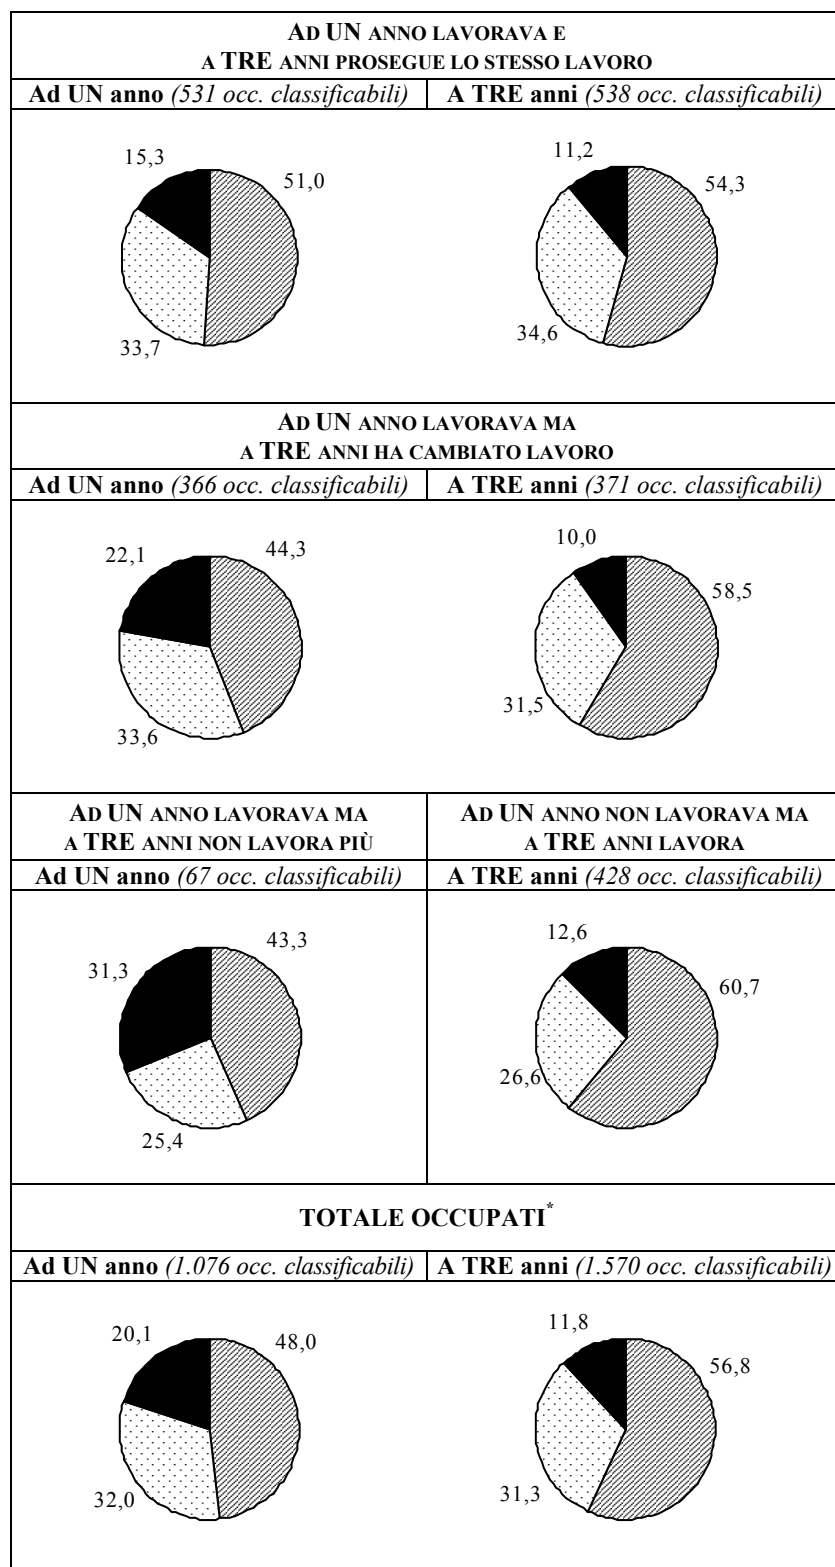 AD UN ANNO LAVORAVA E
A TRE ANNI PROSEGUE LO STESSO LAVORO
Ad UN anno (531 occ. classificabili)
A TRE anni (538 occ. classificabili)
15,3
51,0
33,7
11,2
54,3
34,6
AD UN ANNO LAVORAVA MA
A TRE ANNI HA CAMBIATO LAVORO
Ad UN anno (366 occ. classificabili)
A TRE anni (371 occ. classificabili)
22,1
44,3
33,6
10,0
58,5
31,5
AD UN ANNO LAVORAVA MA
A TRE ANNI NON LAVORA PIÙ
Ad UN anno (67 occ. classificabili)
31,3
43,3
25,4
AD UN ANNO NON LAVORAVA MA
A TRE ANNI LAVORA
A TRE anni (428 occ. classificabili)
12,6
60,7
26,6
TOTALE OCCUPATI*
Ad UN anno (1.076 occ. classificabili)
A TRE anni (1.570 occ. classificabili)
20,1
48,0
32,0
11,8
56,8
31,3